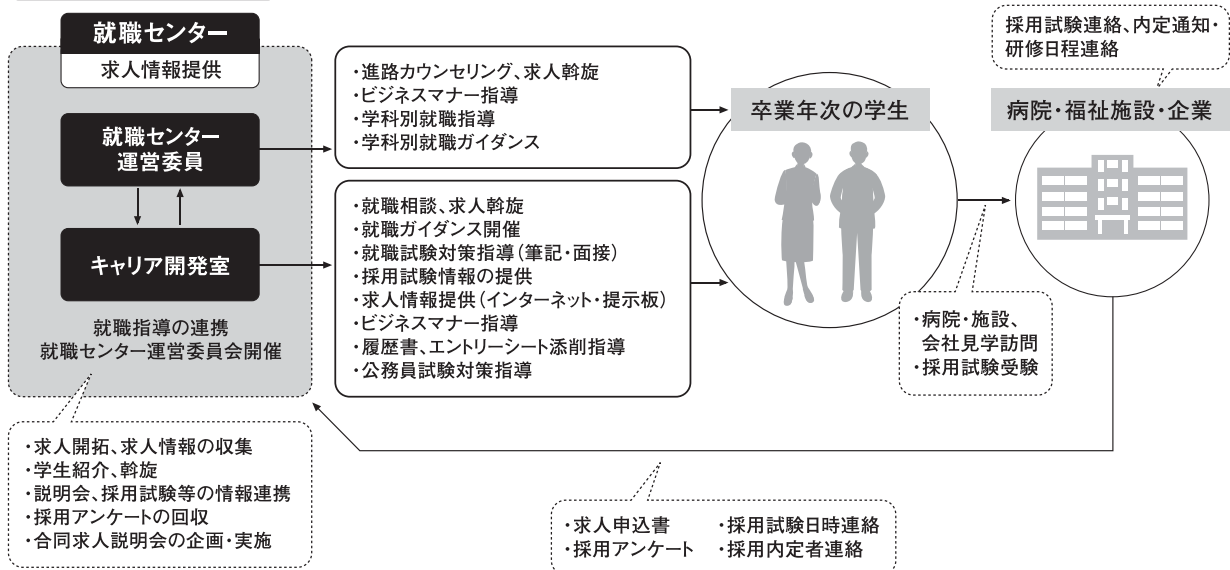 就職センター
求人情報提供
就職センター
運営委員
キャリア開発室
就職指導の連携
就職センター運営委員会開催
・求人開拓、求人情報の収集
・学生紹介、斡旋
・説明会、採用試験等の情報連携
・採用アンケートの回収
・合同求人説明会の企画・実施
・進路カウンセリング、求人斡旋
・ビジネスマナー指導
・学科別就職指導
・学科別就職ガイダンス
・就職相談、求人斡旋
・就職ガイダンス開催
・就職試験対策指導（筆記・面接）
・採用試験情報の提供
・求人情報提供（インターネット・提示板）
・ビジネスマナー指導
・履歴書、エントリーシート添削指導
・公務員試験対策指導
卒業年次の学生
・病院・施設、
会社見学訪問
・採用試験受験
採用試験連絡、内定通知・
研修日程連絡
病院・福祉施設・企業
・求人申込書　・採用試験日時連絡
・採用アンケート　・採用内定者連絡